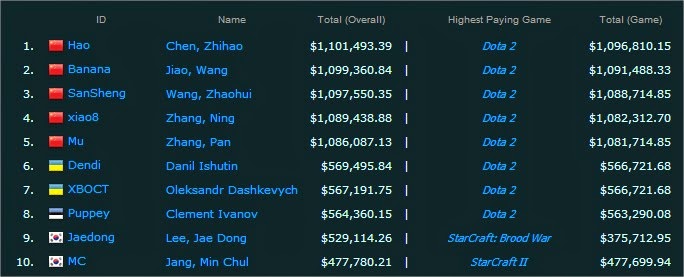 ID Name Total (Overall) Highest Paying Game Total (Game)
1. Hao Chen, Zhihao $1,101,493.39 | Dota 2 $1,096,810.15
2. Banana Jiao, Wang $1,099,360.84 | Dota 2 $1,091,488.33
3. SanSheng Wang, Zhaohui $1,097,550.35 | Dota 2 $1,088,714.85
4. xiao8 Zhang, Ning $1,089,438.88 | Dota 2 $1,082,312.70
5. Mu Zhang, Pan $1,086,087.13 | Dota 2 $1,081,714.85
6. Dendi Danil Ishutin $569,495.84 | Dota 2 $566,721.68
7. XBOCT Oleksandr Dashkevych $567,191.75 | Dota 2 $566,721.68
8. Puppey Clement Ivanov $564,360.15 | Dota 2 $563,290.08
9. Jaedong Lee, Jae Dong $529,114.26 | StarCraft: Brood War $375,712.95
10. MC Jang, Min Chul $477,780.21 | StarCraft II $477,699.94